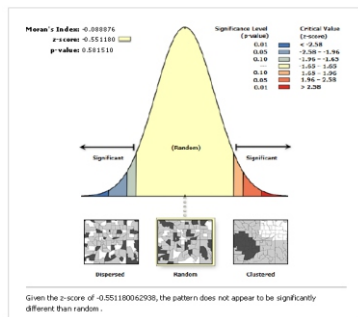 Moran's Index: -0.088876
z-score: -0.551180
p-value: 0.581510
Significance Level
(p-value)
Critical Value
(z-score)
0.01 < -2.58
0.05 -2.58 - -1.96
0.10 -1.96 - -1.65
... -1.65 - 1.65
0.10 1.65 - 1.96
0.05 1.96 - 2.58
0.01 > 2.58
Significant
(Random)
Significant
Dispersed
Random
Clustered
Given the z-score of -0.551180062938, the pattern does not appear to be significantly
different than random .